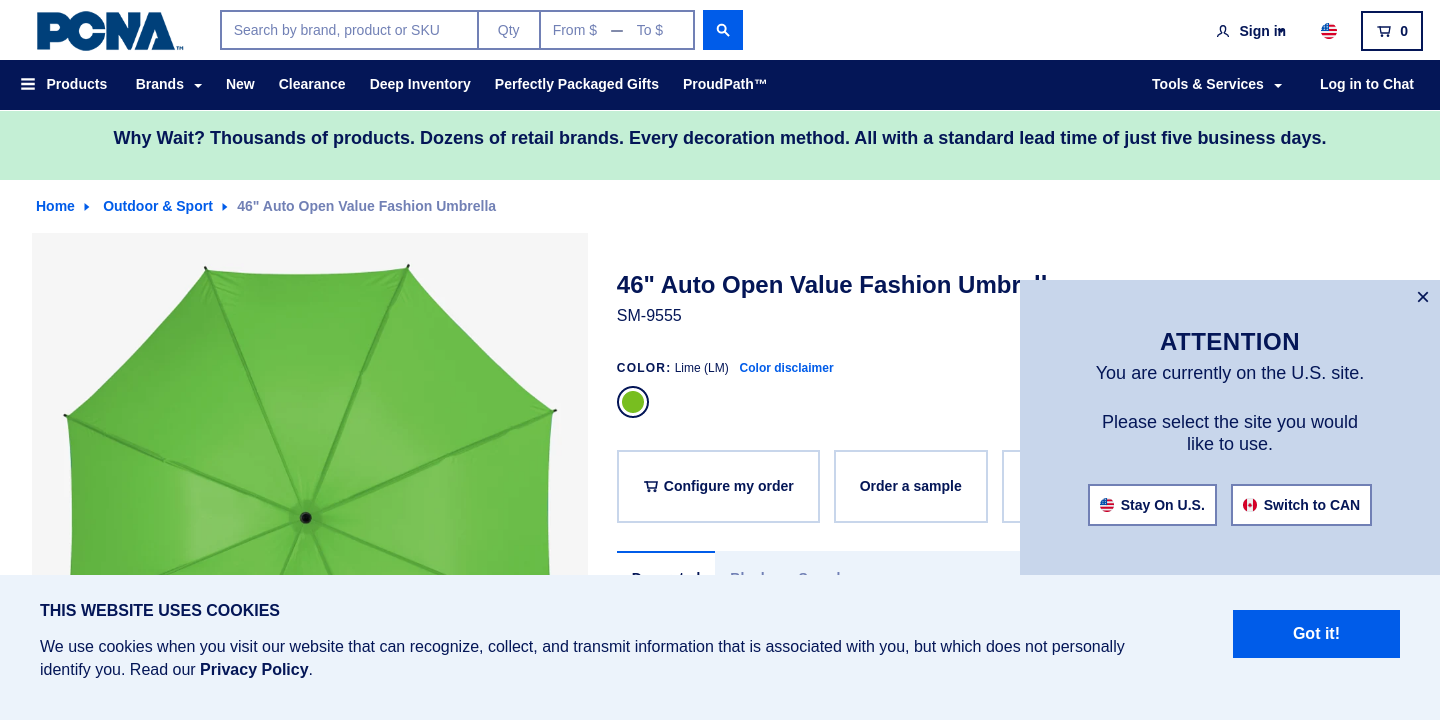 PCNA™
Search by brand, product or SKU
Qty
From $ — To $
Sign in
0
Products
Brands
New
Clearance
Deep Inventory
Perfectly Packaged Gifts
ProudPath™
Tools & Services
Log in to Chat
Why Wait? Thousands of products. Dozens of retail brands. Every decoration method. All with a standard lead time of just five business days.
Home
Outdoor & Sport
46" Auto Open Value Fashion Umbrella
46" Auto Open Value Fashion
SM-9555
COLOR: Lime (LM) Color disclaimer
Configure my order
Order a sample
×
ATTENTION
You are currently on the U.S. site.
Please select the site you would
like to use.
Stay On U.S.
Switch to CAN
THIS WEBSITE USES COOKIES
We use cookies when you visit our website that can recognize, collect, and transmit information that is associated with you, but which does not personally
identify you. Read our Privacy Policy.
Got it!